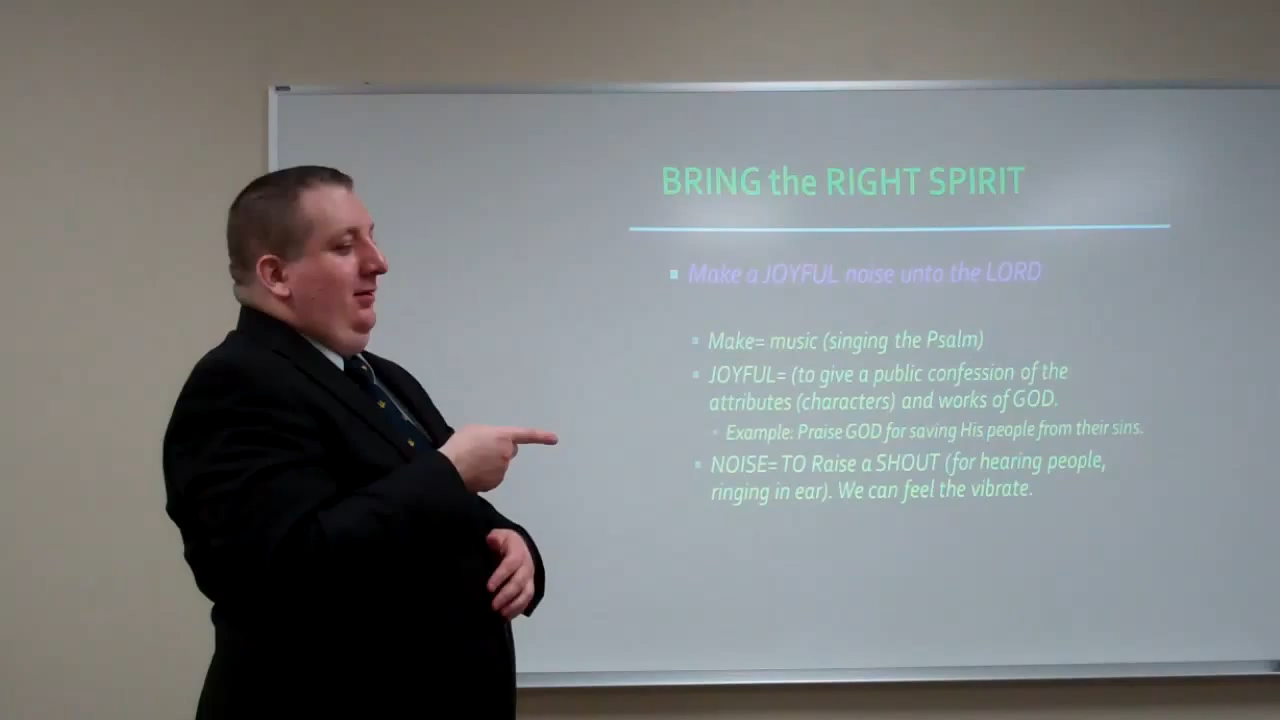 BRING the RIGHT SPIRIT
Make a JOYFUL noise unto the LORD
Make= music (singing the Psalm)
JOYFUL= (to give a public confession of the
attributes (characters) and works of GOD.
Example: Praise GOD for saving His people from their sins.
NOISE= TO Raise a SHOUT (for hearing people,
ringing in ear). We can feel the vibrate.